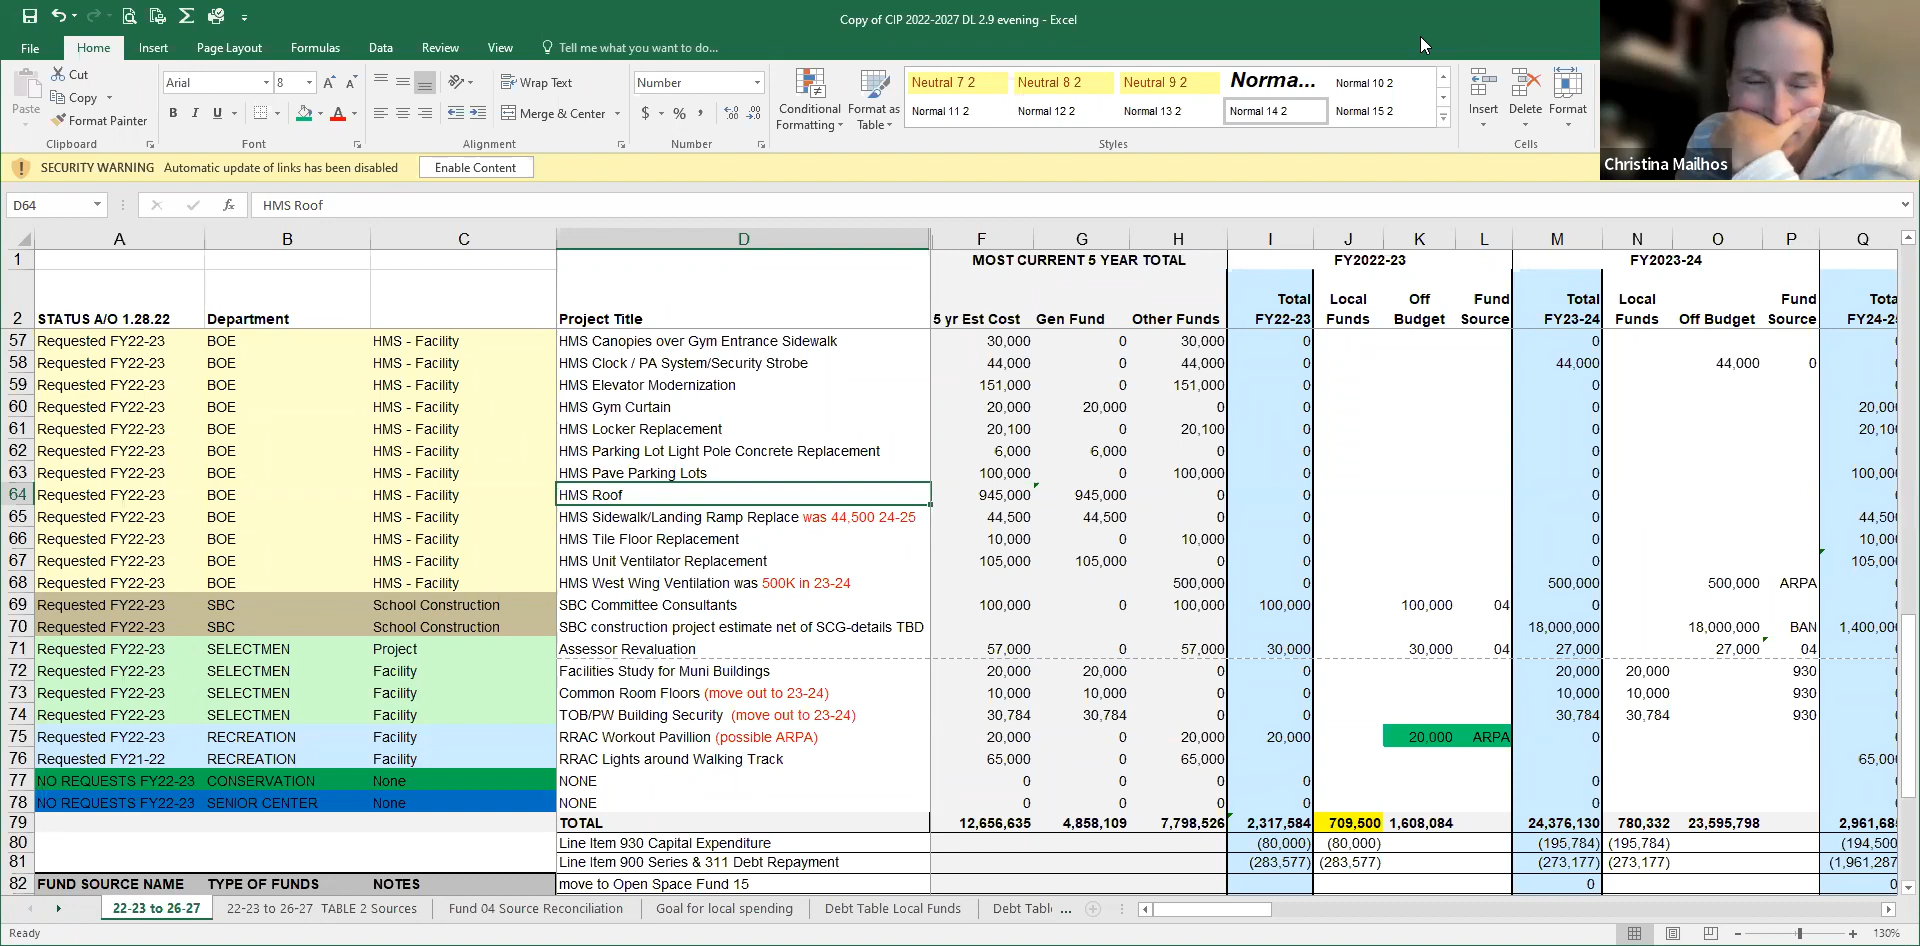 Copy of CIP 2022-2027 DL 2.9 evening - Excel
File Home Insert Page Layout Formulas Data Review View Tell me what you want to do...
Paste Cut Copy Format Painter
Arial 8
B I U
Wrap Text
Merge & Center
Number
$ % ,
Conditional Formatting Format as Table
Neutral 7 2 Neutral 8 2 Neutral 9 2 Norma... Normal 10 2
Normal 11 2 Normal 12 2 Normal 13 2 Normal 14 2 Normal 15 2
Insert Delete Format
Clipboard Font Alignment Number Styles Cells
Christina Mailhos
SECURITY WARNING Automatic update of links has been disabled Enable Content
D64 fx HMS Roof
A B C D F G H I J K L M N O P Q
1 MOST CURRENT 5 YEAR TOTAL FY2022-23 FY2023-24
Total Local Off Fund Total Local Fund Tota
2 STATUS A/O 1.28.22 Department Project Title 5 yr Est Cost Gen Fund Other Funds FY22-23 Funds Budget Source FY23-24 Funds Off Budget Source FY24-2
57 Requested FY22-23 BOE HMS - Facility HMS Canopies over Gym Entrance Sidewalk 30,000 0 30,000 0 0
58 Requested FY22-23 BOE HMS - Facility HMS Clock / PA System/Security Strobe 44,000 0 44,000 0 44,000 44,000 0
59 Requested FY22-23 BOE HMS - Facility HMS Elevator Modernization 151,000 0 151,000 0 0
60 Requested FY22-23 BOE HMS - Facility HMS Gym Curtain 20,000 20,000 0 0 0 20,00
61 Requested FY22-23 BOE HMS - Facility HMS Locker Replacement 20,100 0 20,100 0 0 20,10
62 Requested FY22-23 BOE HMS - Facility HMS Parking Lot Light Pole Concrete Replacement 6,000 6,000 0 0 0
63 Requested FY22-23 BOE HMS - Facility HMS Pave Parking Lots 100,000 0 100,000 0 0 100,00
64 Requested FY22-23 BOE HMS - Facility HMS Roof 945,000 945,000 0 0 0
65 Requested FY22-23 BOE HMS - Facility HMS Sidewalk/Landing Ramp Replace was 44,500 24-25 44,500 44,500 0 0 0 44,50
66 Requested FY22-23 BOE HMS - Facility HMS Tile Floor Replacement 10,000 0 10,000 0 0 10,00
67 Requested FY22-23 BOE HMS - Facility HMS Unit Ventilator Replacement 105,000 105,000 0 0 0 105,00
68 Requested FY22-23 BOE HMS - Facility HMS West Wing Ventilation was 500K in 23-24 500,000 0 500,000 500,000 ARPA
69 Requested FY22-23 SBC School Construction SBC Committee Consultants 100,000 0 100,000 100,000 100,000 04 0
70 Requested FY22-23 SBC School Construction SBC construction project estimate net of SCG-details TBD 0 0 18,000,000 18,000,000 BAN 1,400,00
71 Requested FY22-23 SELECTMEN Project Assessor Revaluation 57,000 0 57,000 30,000 30,000 04 27,000 27,000 04
72 Requested FY22-23 SELECTMEN Facility Facilities Study for Muni Buildings 20,000 20,000 0 0 20,000 20,000 930
73 Requested FY22-23 SELECTMEN Facility Common Room Floors (move out to 23-24) 10,000 10,000 0 0 10,000 10,000 930
74 Requested FY22-23 SELECTMEN Facility TOB/PW Building Security (move out to 23-24) 30,784 30,784 0 0 30,784 30,784 930
75 Requested FY22-23 RECREATION Facility RRAC Workout Pavillion (possible ARPA) 20,000 0 20,000 20,000 20,000 ARPA 0
76 Requested FY21-22 RECREATION Facility RRAC Lights around Walking Track 65,000 0 65,000 0 0 65,00
77 NO REQUESTS FY22-23 CONSERVATION None NONE 0 0 0 0 0
78 NO REQUESTS FY22-23 SENIOR CENTER None NONE 0 0 0 0 0
79 TOTAL 12,656,635 4,858,109 7,798,526 2,317,584 709,500 1,608,084 24,376,130 780,332 23,595,798 2,961,68
80 Line Item 930 Capital Expenditure (80,000) (80,000) (195,784) (195,784) (194,500
81 Line Item 900 Series & 311 Debt Repayment (283,577) (283,577) (273,177) (273,177) (1,961,287
82 FUND SOURCE NAME TYPE OF FUNDS NOTES move to Open Space Fund 15 0
22-23 to 26-27 22-23 to 26-27 TABLE 2 Sources Fund 04 Source Reconciliation Goal for local spending Debt Table Local Funds Debt Tabl ...
Ready 130%